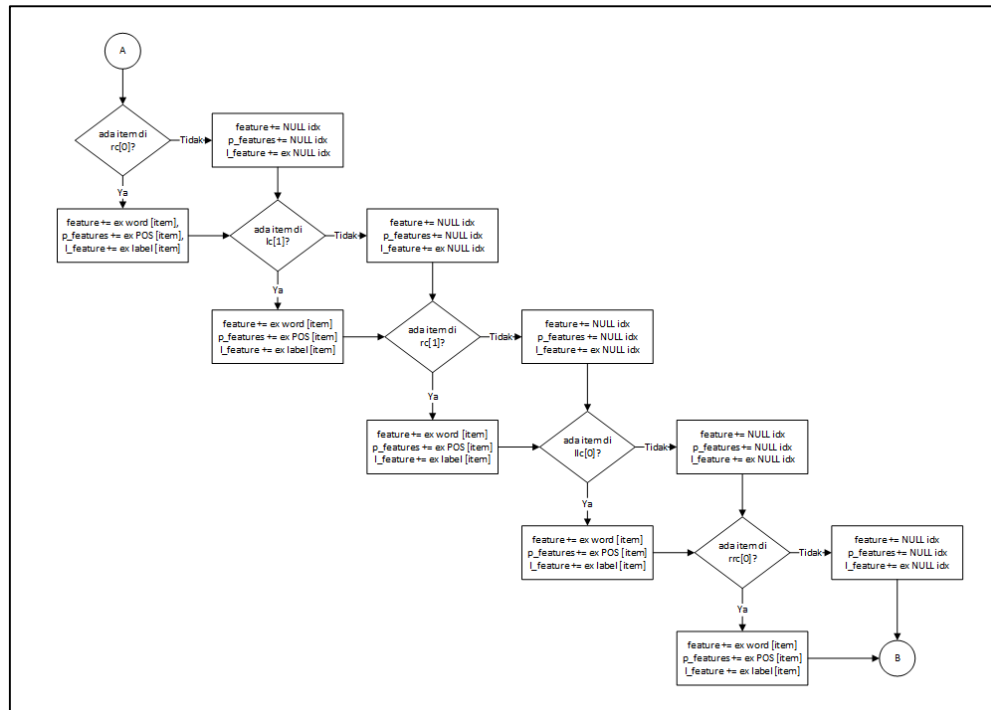 A
ada item di
rc[0]?
Tidak
feature += NULL idx
p_features += NULL idx
l_feature += ex NULL idx
Ya
feature += ex word [item],
p_features += ex POS [item],
l_feature += ex label [item]
ada item di
lc[1]?
Tidak
feature += NULL idx
p_features += NULL idx
l_feature += ex NULL idx
Ya
feature += ex word [item]
p_features += ex POS [item]
l_feature += ex label [item]
ada item di
rc[1]?
Tidak
feature += NULL idx
p_features += NULL idx
l_feature += ex NULL idx
Ya
feature += ex word [item]
p_features += ex POS [item]
l_feature += ex label [item]
ada item di
llc[0]?
Tidak
feature += NULL idx
p_features += NULL idx
l_feature += ex NULL idx
Ya
feature += ex word [item]
p_features += ex POS [item]
l_feature += ex label [item]
ada item di
rrc[0]?
Tidak
feature += NULL idx
p_features += NULL idx
l_feature += ex NULL idx
Ya
feature += ex word [item]
p_features += ex POS [item]
l_feature += ex label [item]
B